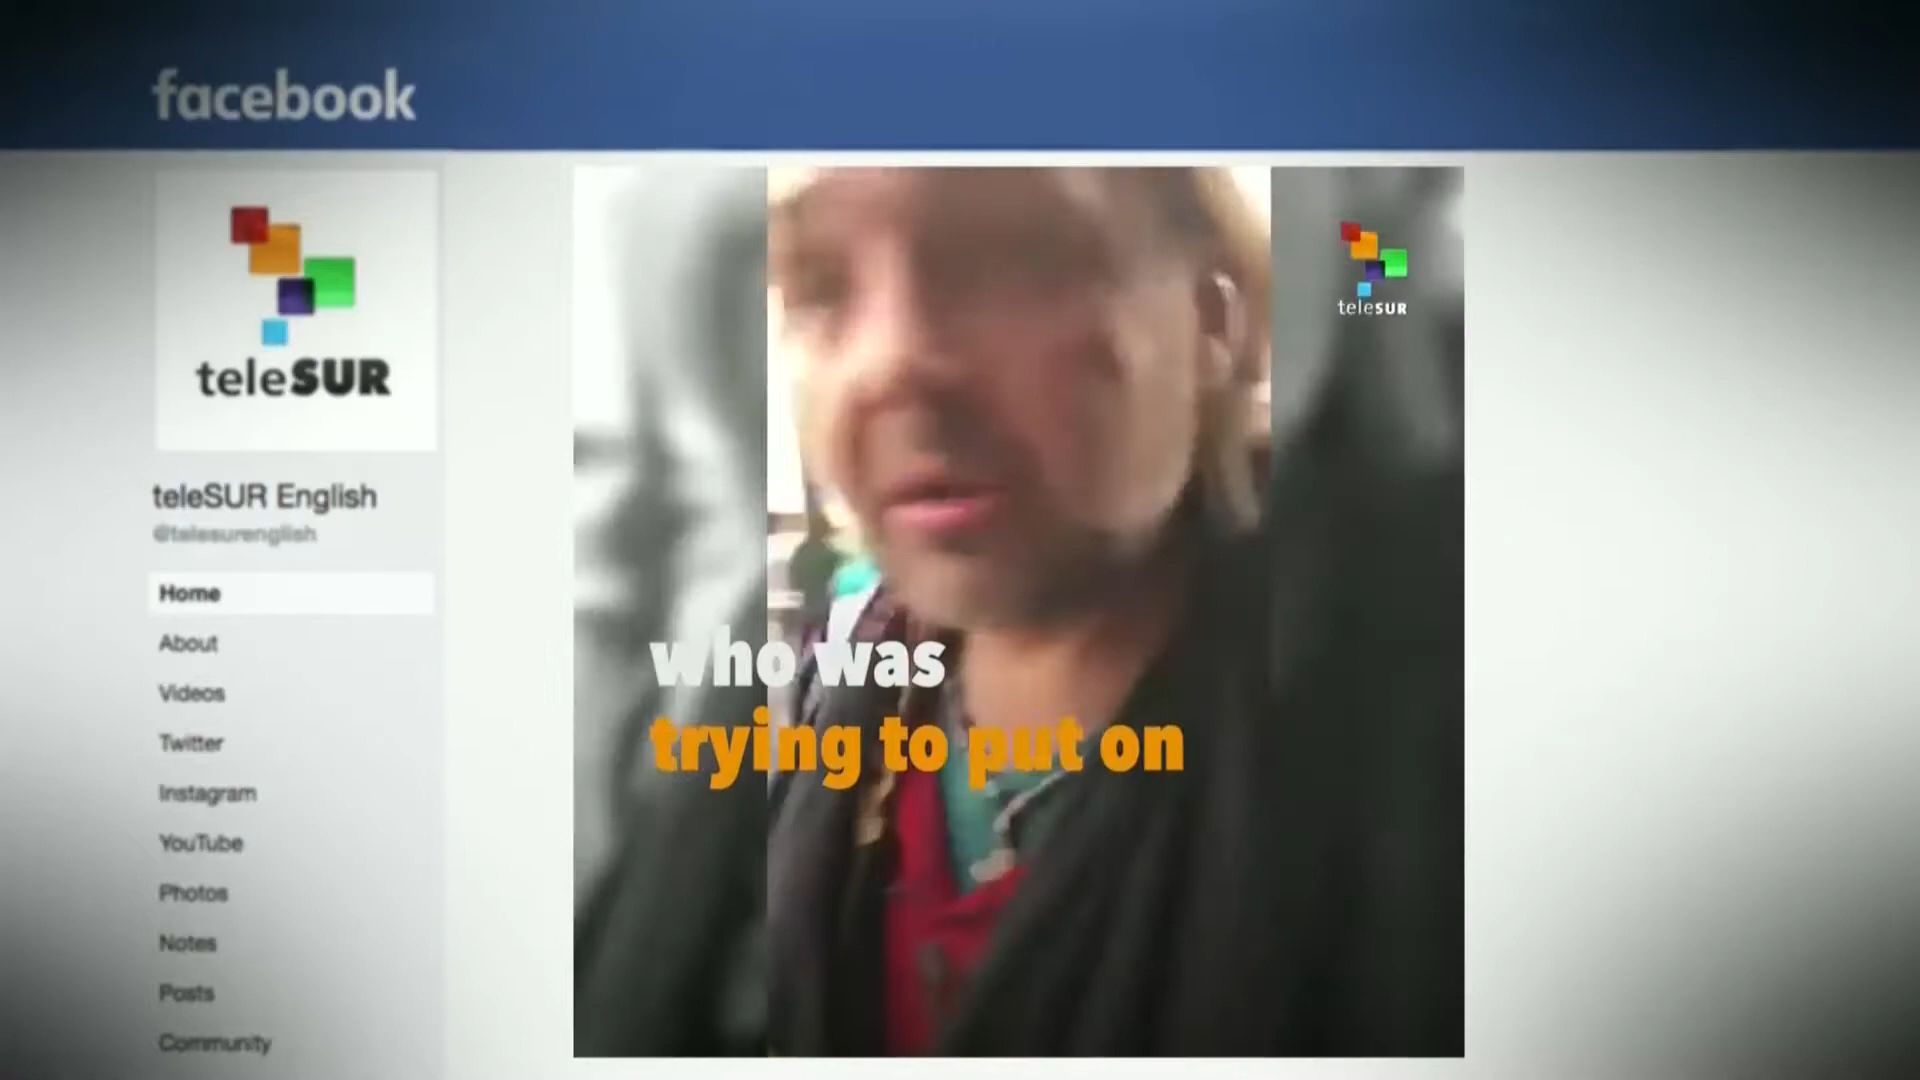 facebook
teleSUR
teleSUR English
@telesurenglish
Home
About
Videos
Twitter
Instagram
YouTube
Photos
Notes
Posts
Community
teleSUR
who was
trying to put on